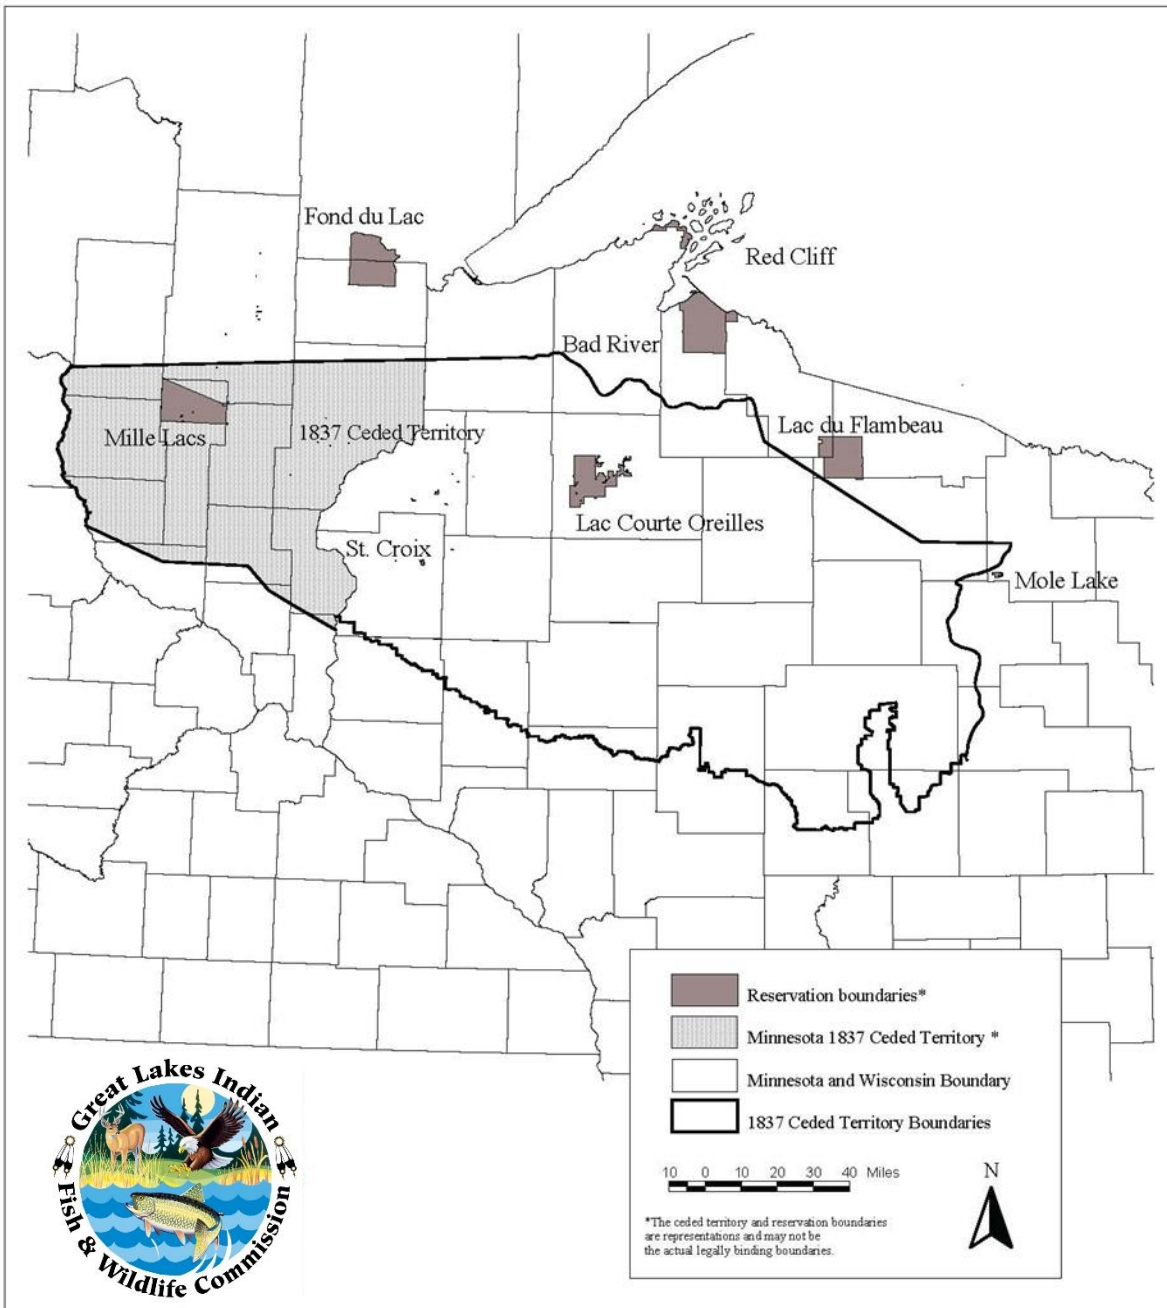 Fond du Lac
Red Cliff
Bad River
Lac du Flambeau
Mille Lacs
1837 Ceded Territory
Lac Courte Oreilles
St. Croix
Mole Lake
Reservation boundaries*
Minnesota 1837 Ceded Territory *
Minnesota and Wisconsin Boundary
1837 Ceded Territory Boundaries
10 0 10 20 30 40 Miles
N
*The ceded territory and reservation boundaries
are representations and may not be
the actual legally binding boundaries.
Great Lakes Indian
Fish & Wildlife Commission